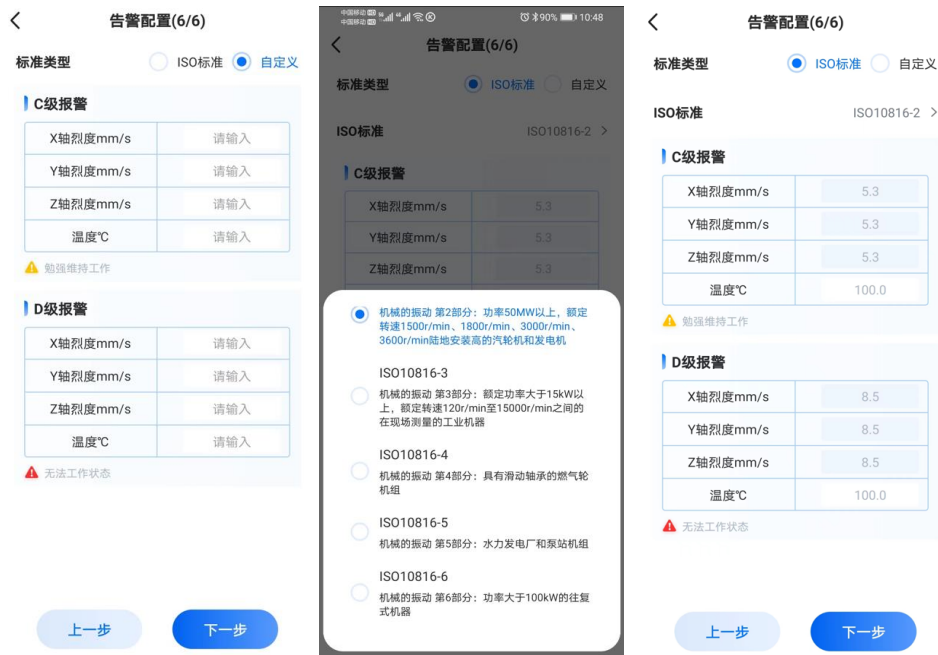 告警配置(6/6)
标准类型 ISO标准 自定义
C级报警
X轴烈度mm/s 请输入
Y轴烈度mm/s 请输入
Z轴烈度mm/s 请输入
温度℃ 请输入
勉强维持工作
D级报警
X轴烈度mm/s 请输入
Y轴烈度mm/s 请输入
Z轴烈度mm/s 请输入
温度℃ 请输入
无法工作状态
上一步 下一步
中国移动 HD
中国移动 HD
90% 10:48
告警配置(6/6)
标准类型 ISO标准 自定义
ISO标准 ISO10816-2 >
C级报警
X轴烈度mm/s 5.3
Y轴烈度mm/s 5.3
Z轴烈度mm/s 5.3
机械的振动 第2部分：功率50MW以上，额定
转速1500r/min、1800r/min、3000r/min、
3600r/min陆地安装高的汽轮机和发电机
ISO10816-3
机械的振动 第3部分：额定功率大于15kW以
上，额定转速120r/min至15000r/min之间的
在现场测量的工业机器
ISO10816-4
机械的振动 第4部分：具有滑动轴承的燃气轮
机组
ISO10816-5
机械的振动 第5部分：水力发电厂和泵站机组
ISO10816-6
机械的振动 第6部分：功率大于100kW的往复
式机器
告警配置(6/6)
标准类型 ISO标准 自定义
ISO标准 ISO10816-2 >
C级报警
X轴烈度mm/s 5.3
Y轴烈度mm/s 5.3
Z轴烈度mm/s 5.3
温度℃ 100.0
勉强维持工作
D级报警
X轴烈度mm/s 8.5
Y轴烈度mm/s 8.5
Z轴烈度mm/s 8.5
温度℃ 100.0
无法工作状态
上一步 下一步